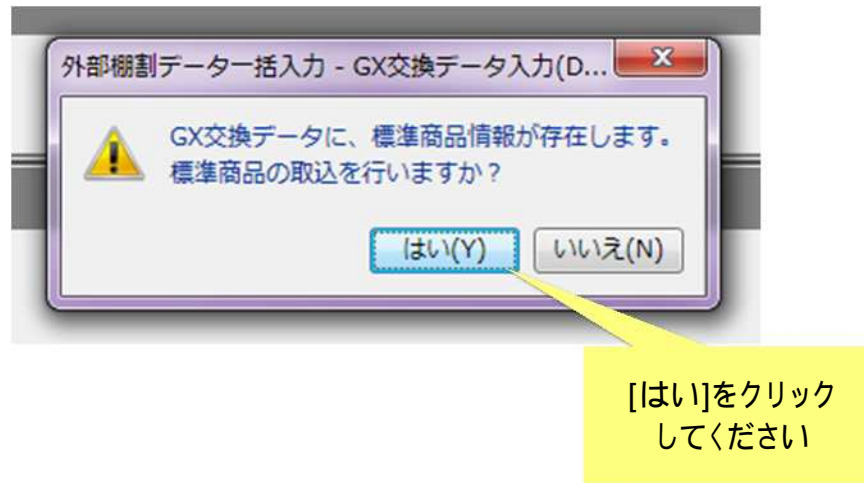 外部棚割データ一括入力 - GX交換データ入力(D...
GX交換データに、標準商品情報が存在します。
標準商品の取込を行いますか？
はい(Y)
いいえ(N)
[はい]をクリック
してください